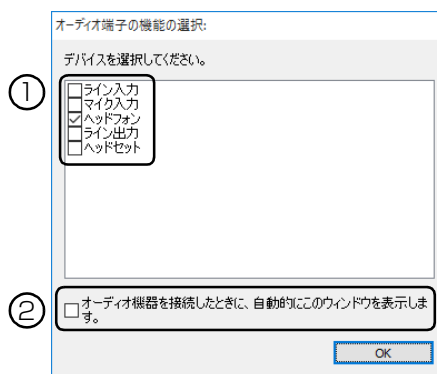 オーディオ端子の機能の選択:
デバイスを選択してください。
①
ライン入力
マイク入力
ヘッドフォン
ライン出力
ヘッドセット
②
オーディオ機器を接続したときに、自動的にこのウィンドウを表示しま
す。
OK